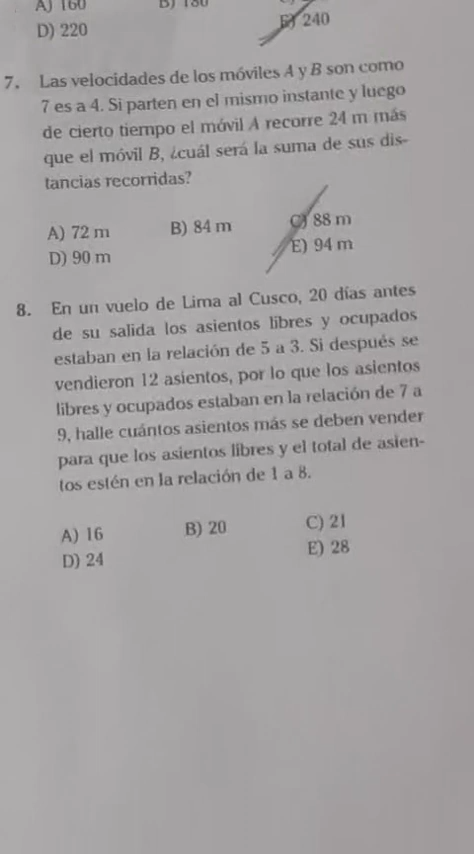 A) 160 B) 180
D) 220 E) 240
7. Las velocidades de los móviles A y B son como
7 es a 4. Si parten en el mismo instante y luego
de cierto tiempo el móvil A recorre 24 m más
que el móvil B, ¿cuál será la suma de sus dis-
tancias recorridas?
A) 72 m B) 84 m C) 88 m
D) 90 m E) 94 m
8. En un vuelo de Lima al Cusco, 20 días antes
de su salida los asientos libres y ocupados
estaban en la relación de 5 a 3. Si después se
vendieron 12 asientos, por lo que los asientos
libres y ocupados estaban en la relación de 7 a
9, halle cuántos asientos más se deben vender
para que los asientos libres y el total de asien-
tos estén en la relación de 1 a 8.
A) 16 B) 20 C) 21
D) 24 E) 28